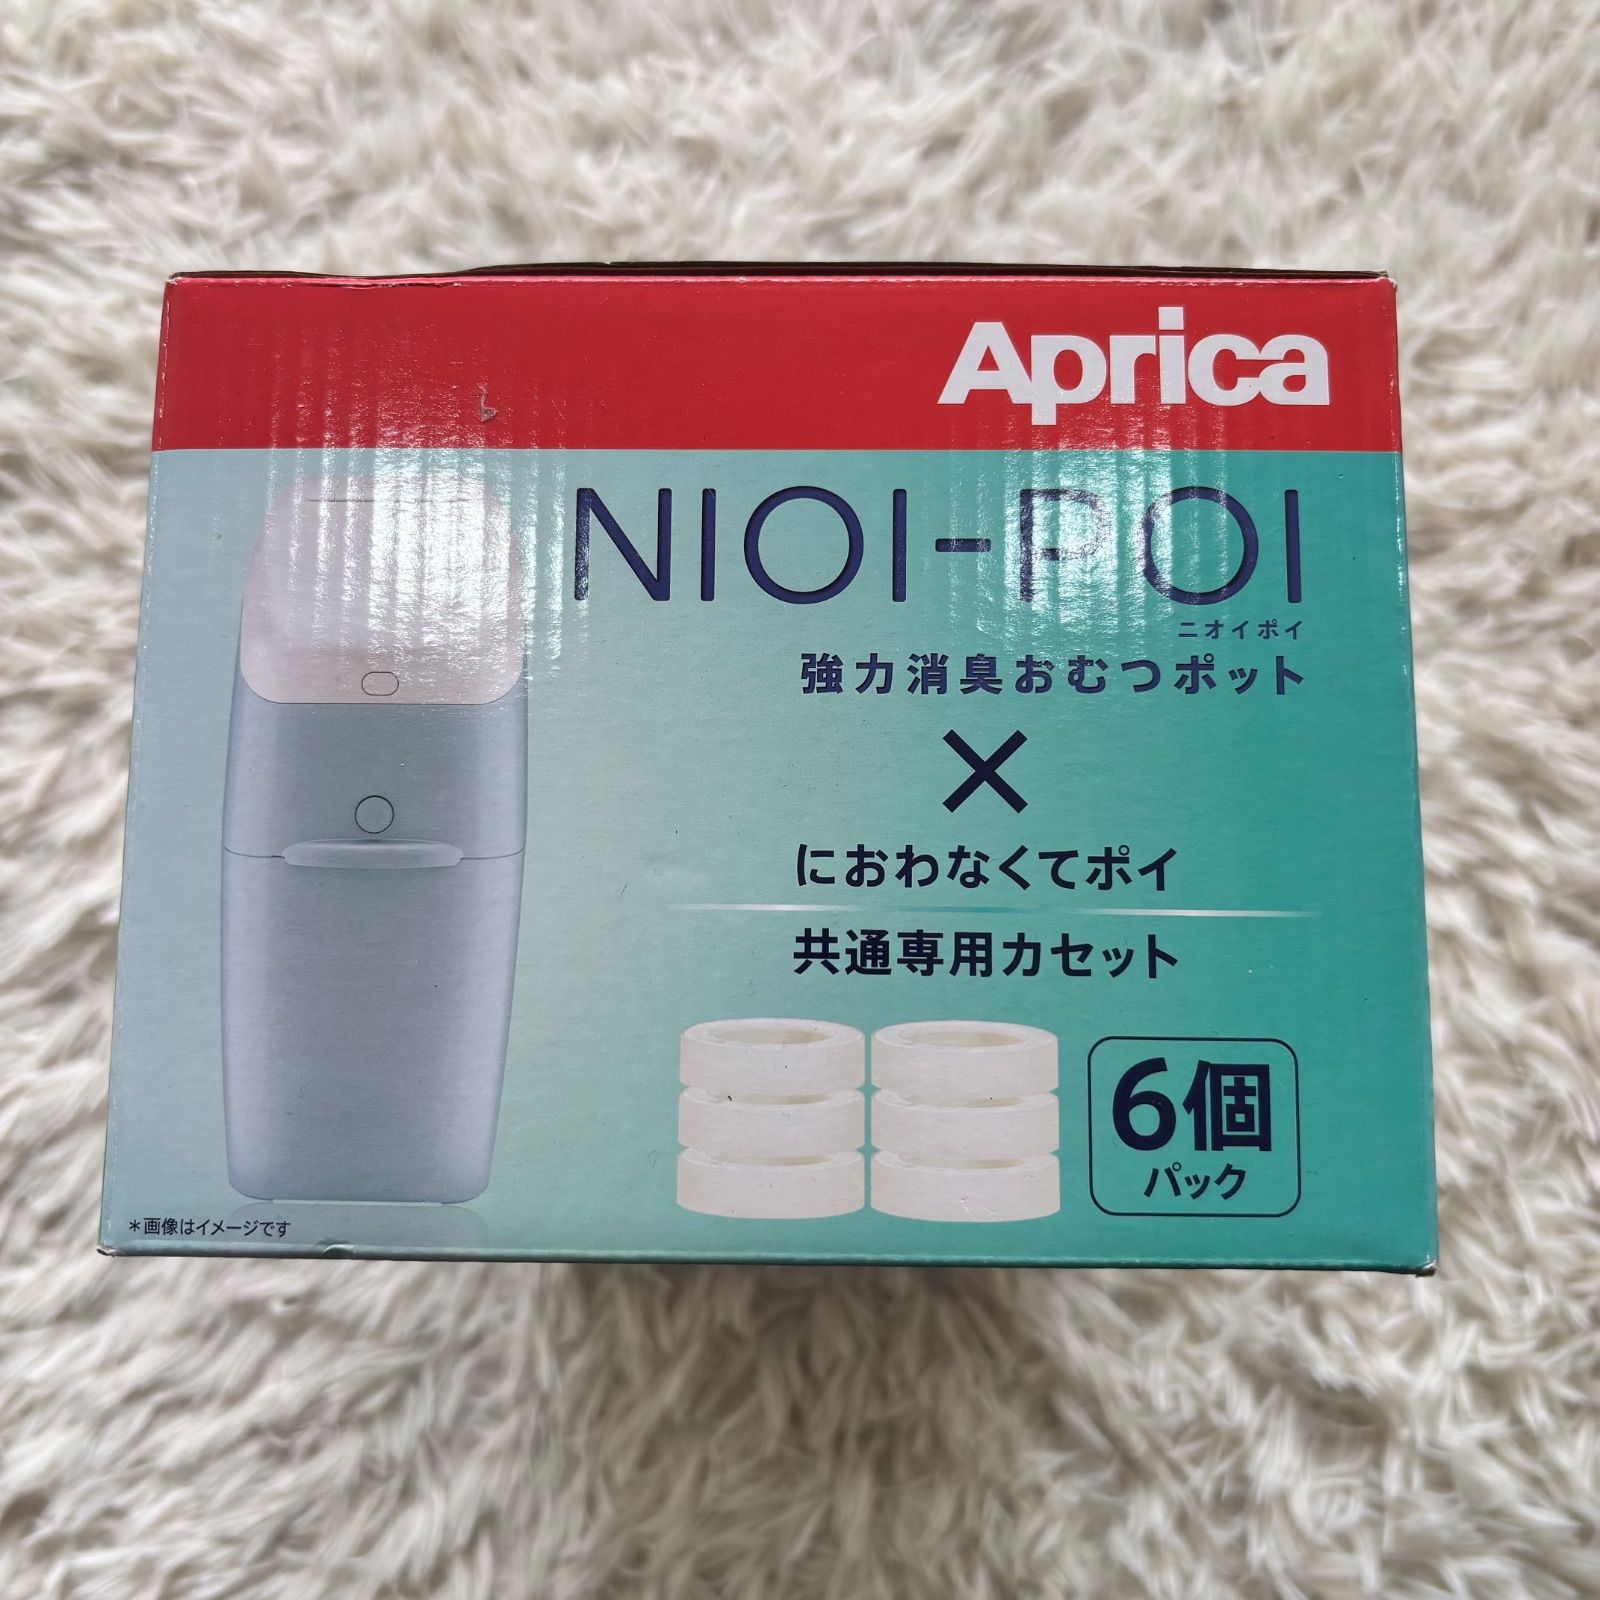 Aprica
NIOI-POI
ニオイポイ
強力消臭おむつポット
×
におわなくてポイ
共通専用カセット
6個
パック
＊画像はイメージです